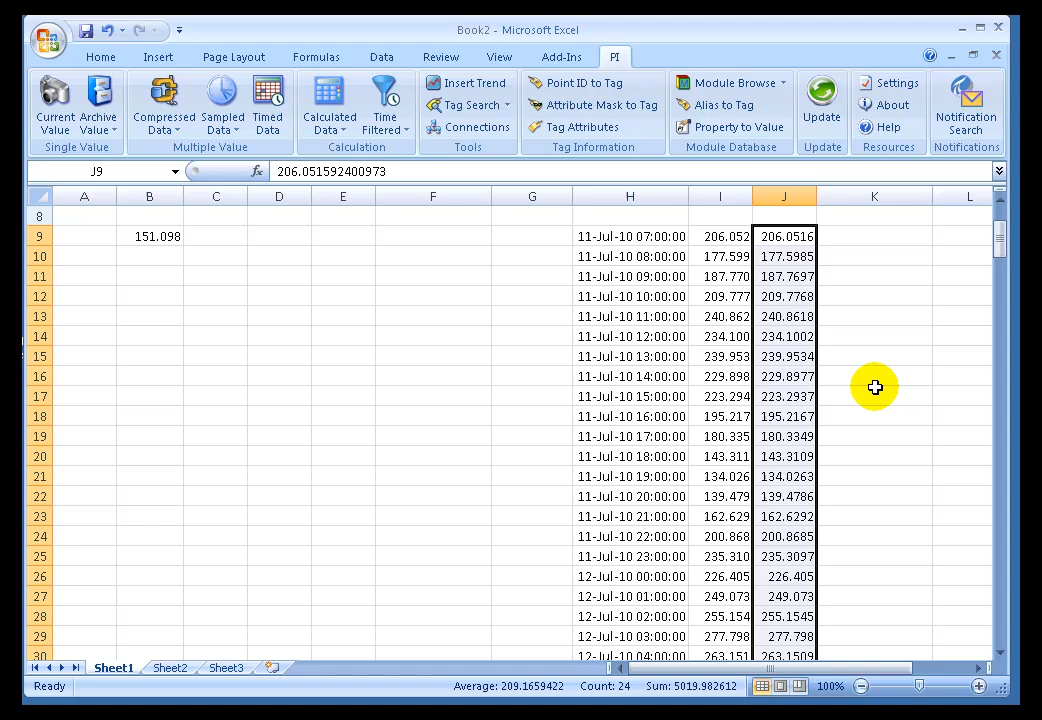 Book2 - Microsoft Excel
Home Insert Page Layout Formulas Data Review View Add-Ins PI
Current Value Archive Value Compressed Data Sampled Data Timed Data Calculated Data Time Filtered Insert Trend Tag Search Connections Point ID to Tag Attribute Mask to Tag Tag Attributes Module Browse Alias to Tag Property to Value Update Settings About Help Notification Search
Single Value Multiple Value Calculation Tools Tag Information Module Database Update Resources Notifications
J9 fx 206.051592400973
A B C D E F G H I J K L
8
9 151.098 11-Jul-10 07:00:00 206.052 206.0516
10 11-Jul-10 08:00:00 177.599 177.5985
11 11-Jul-10 09:00:00 187.770 187.7697
12 11-Jul-10 10:00:00 209.777 209.7768
13 11-Jul-10 11:00:00 240.862 240.8618
14 11-Jul-10 12:00:00 234.100 234.1002
15 11-Jul-10 13:00:00 239.953 239.9534
16 11-Jul-10 14:00:00 229.898 229.8977
17 11-Jul-10 15:00:00 223.294 223.2937
18 11-Jul-10 16:00:00 195.217 195.2167
19 11-Jul-10 17:00:00 180.335 180.3349
20 11-Jul-10 18:00:00 143.311 143.3109
21 11-Jul-10 19:00:00 134.026 134.0263
22 11-Jul-10 20:00:00 139.479 139.4786
23 11-Jul-10 21:00:00 162.629 162.6292
24 11-Jul-10 22:00:00 200.868 200.8685
25 11-Jul-10 23:00:00 235.310 235.3097
26 12-Jul-10 00:00:00 226.405 226.405
27 12-Jul-10 01:00:00 249.073 249.073
28 12-Jul-10 02:00:00 255.154 255.1545
29 12-Jul-10 03:00:00 277.798 277.798
30 12-Jul-10 04:00:00 263.151 263.1509
Sheet1 Sheet2 Sheet3
Ready Average: 209.1659422 Count: 24 Sum: 5019.982612 100%